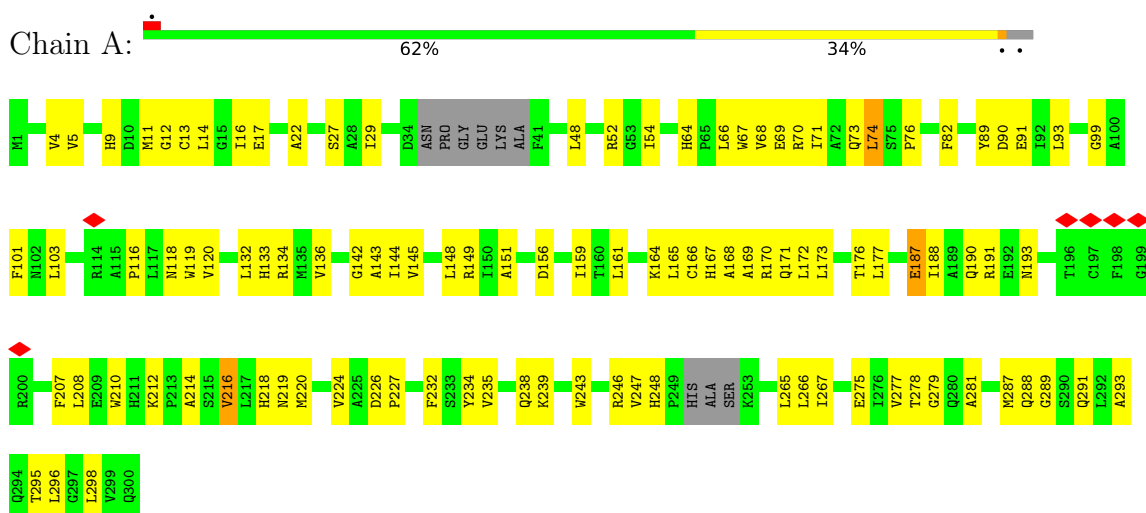 Chain A:
62% 34%
M1 V4 V5 H9 D10 M11 G12 C13 L14 G15 I16 E17 A22 S27 A28 I29 D34 ASN PRO GLY GLU LYS ALA F41 L48 R52 G53 I54 H64 P65 L66 W67 V68 E69 R70 I71 A72 Q73 L74 S75 P76 F82 Y89 D90 E91 I92 L93 G99 A100
F101 N102 L103 R114 A115 P116 L117 N118 W119 V120 L132 H133 R134 M135 V136 G142 A143 I144 V145 L148 R149 I150 A151 D156 I159 T160 L161 K164 L165 C166 H167 A168 A169 R170 Q171 L172 L173 T176 L177 E187 I188 A189 Q190 R191 E192 N193 T196 C197 F198 G199
R200 F207 L208 E209 W210 H211 K212 P213 A214 S215 V216 L217 H218 N219 M220 V224 A225 D226 P227 F232 S233 Y234 V235 Q238 K239 W243 R246 V247 H248 P249 HIS ALA SER K253 L265 L266 I267 E275 I276 V277 T278 G279 Q280 A281 M287 Q288 G289 S290 Q291 L292 A293
Q294 T295 L296 G297 L298 V299 Q300